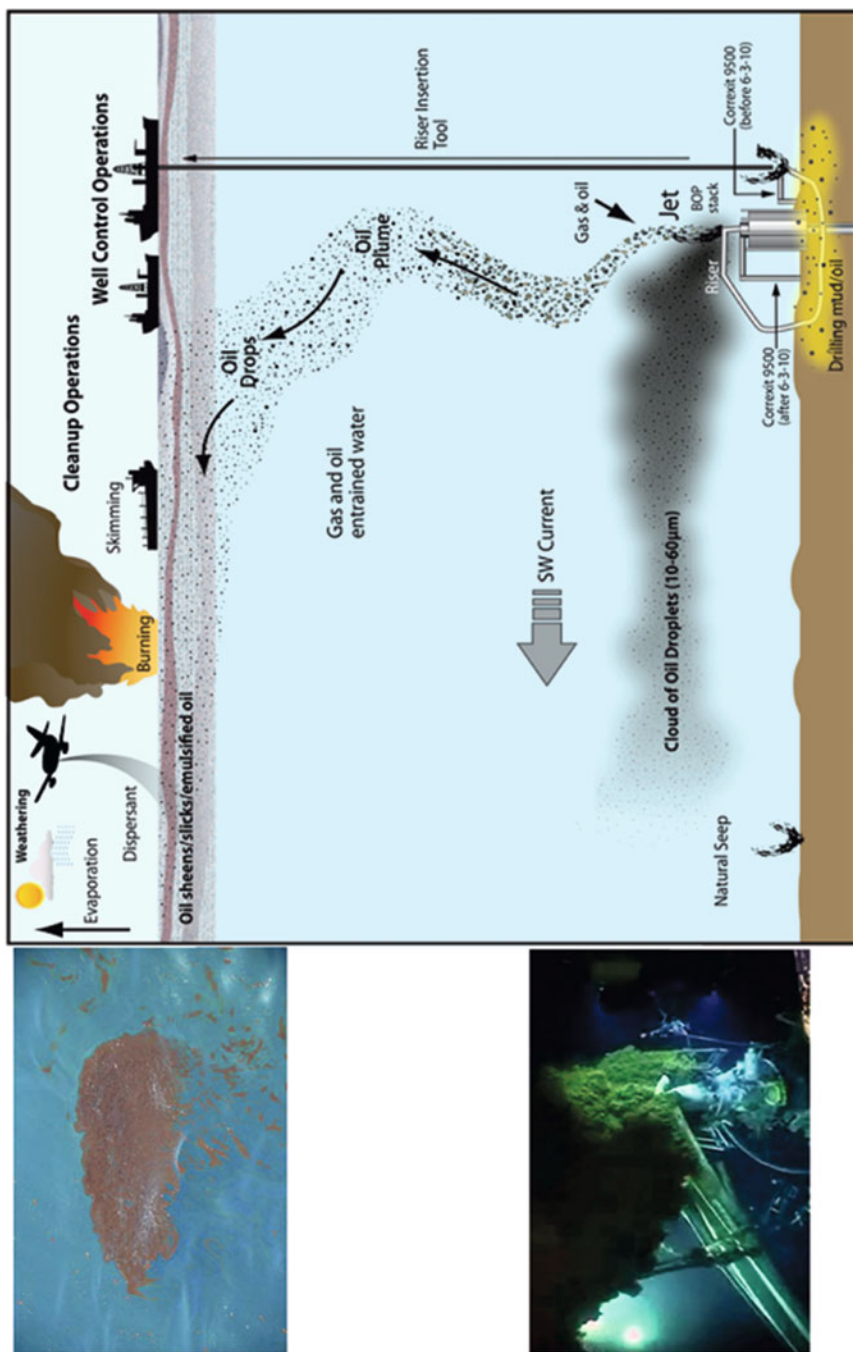 Weathering
Evaporation
Dispersant
Burning
Skimming
Cleanup Operations
Well Control Operations
Oil sheens/slicks/emulsified oil
Oil
Drops
Oil
Plume
Riser Insertion
Tool
Gas and oil
entrained water
Gas & oil
Jet
BOP
stack
SW Current
Cloud of Oil Droplets (10-60µm)
Riser
Natural Seep
Correxit 9500
(after 6-3-10)
Correxit 9500
(before 6-3-10)
Drilling mud/oil